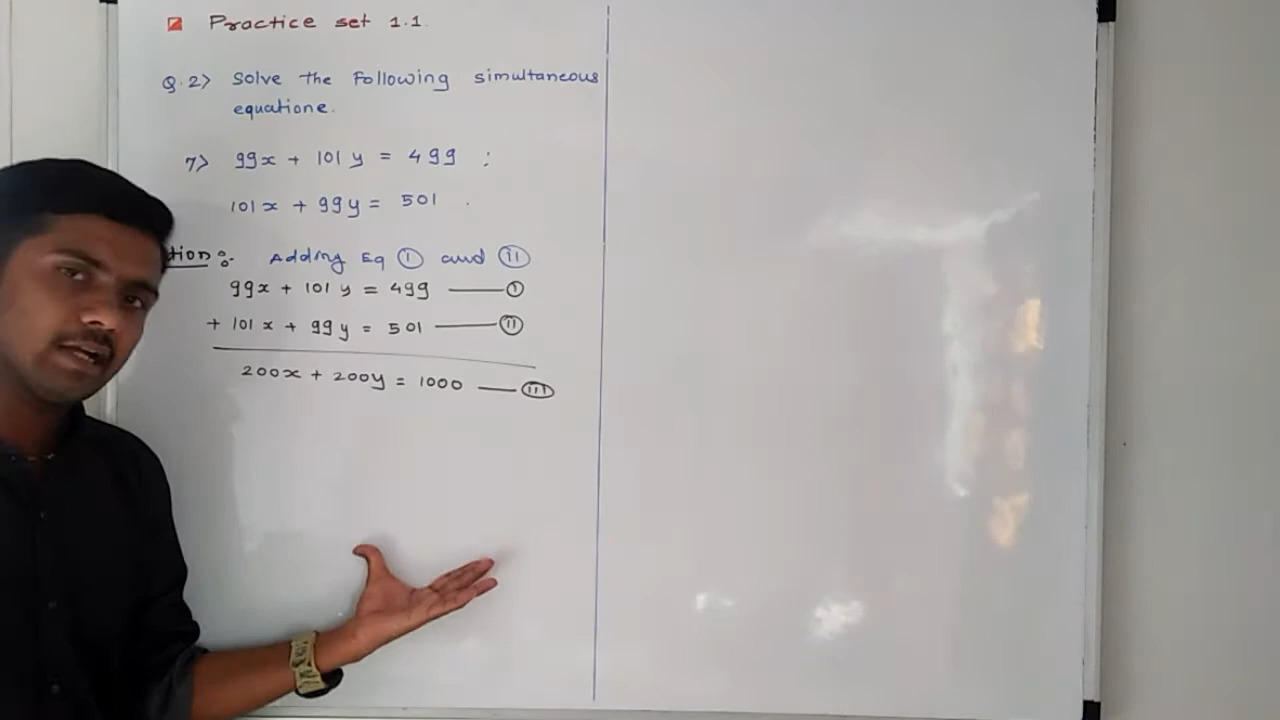 Practice set 1.1.
Q.2> Solve the Following simultaneous
equatione.
7> 99x + 101y = 499 ;
101x + 99y = 501 .
tion :- Adding Eq (I) and (II)
99x + 101y = 499 —— (I)
+ 101x + 99y = 501 —— (II)
200x + 200y = 1000 —— (III)